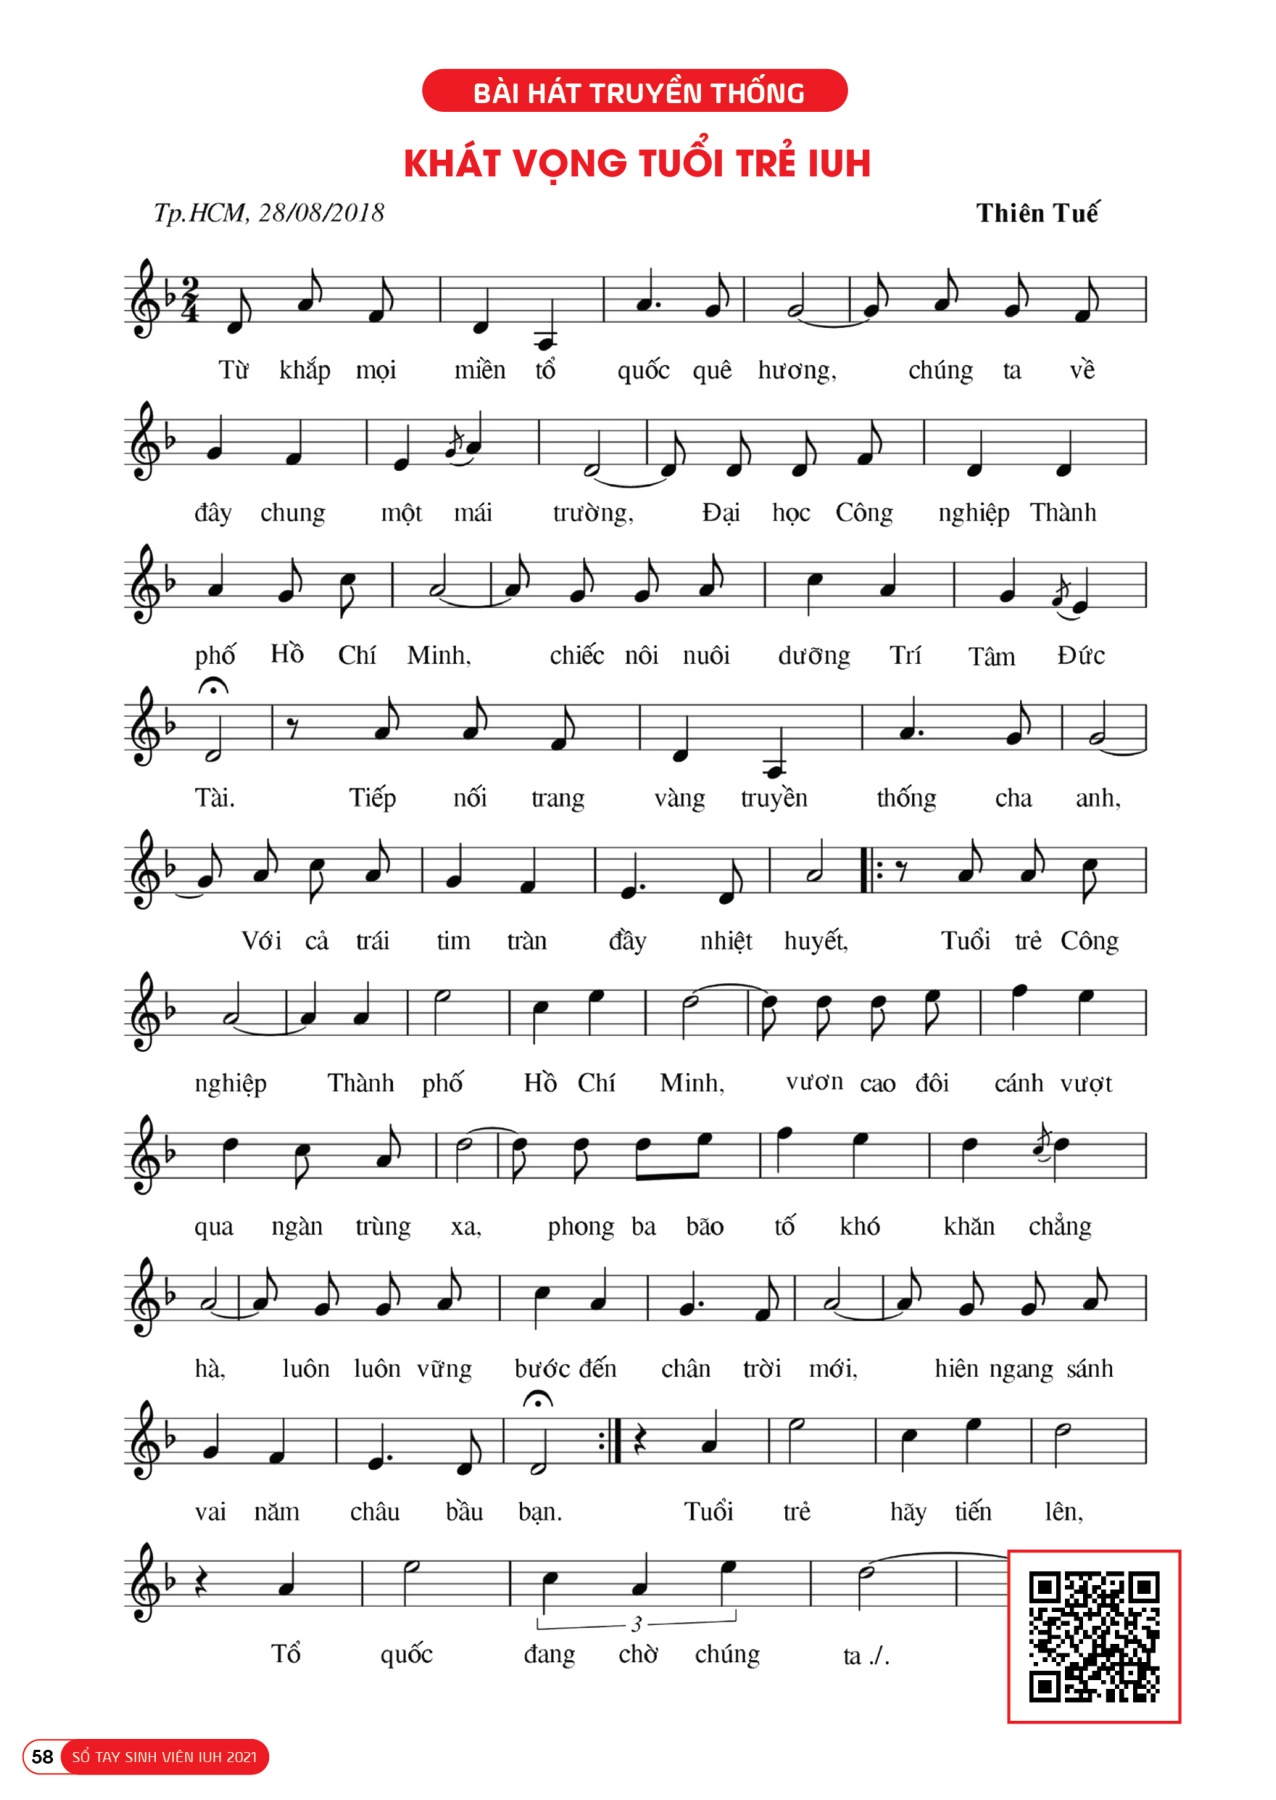 BÀI HÁT TRUYỀN THỐNG
KHÁT VỌNG TUỔI TRẺ IUH
Tp.HCM, 28/08/2018 Thiên Tuế
2
4
Từ khắp mọi miền tổ quốc quê hương, chúng ta về
đây chung một mái trường, Đại học Công nghiệp Thành
phố Hồ Chí Minh, chiếc nôi nuôi dưỡng Trí Tâm Đức
Tài. Tiếp nối trang vàng truyền thống cha anh,
Với cả trái tim tràn đầy nhiệt huyết, Tuổi trẻ Công
nghiệp Thành phố Hồ Chí Minh, vươn cao đôi cánh vượt
qua ngàn trùng xa, phong ba bão tố khó khăn chẳng
hà, luôn luôn vững bước đến chân trời mới, hiên ngang sánh
vai năm châu bầu bạn. Tuổi trẻ hãy tiến lên,
3
Tổ quốc đang chờ chúng ta ./.
58 SỔ TAY SINH VIÊN IUH 2021